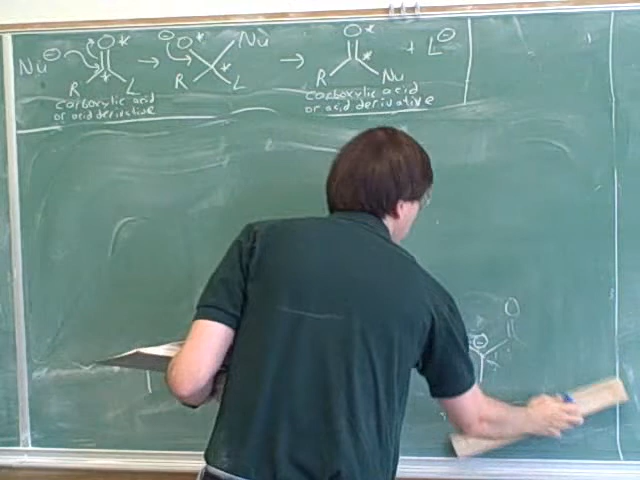 Nu⊖ O* * R L → ⊖O* Nu R * L → O* * R Nu + L⊖
carboxylic acid carboxylic acid
or acid derivative or acid derivative
O